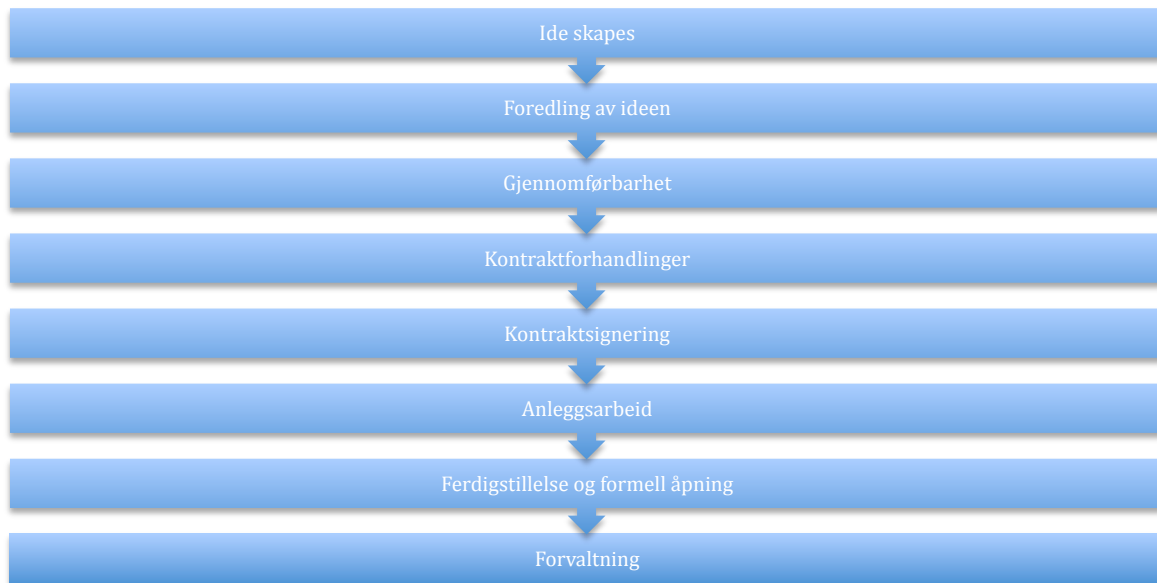 Ide skapes
Foredling av ideen
Gjennomførbarhet
Kontraktforhandlinger
Kontraktsignering
Anleggsarbeid
Ferdigstillelse og formell åpning
Forvaltning